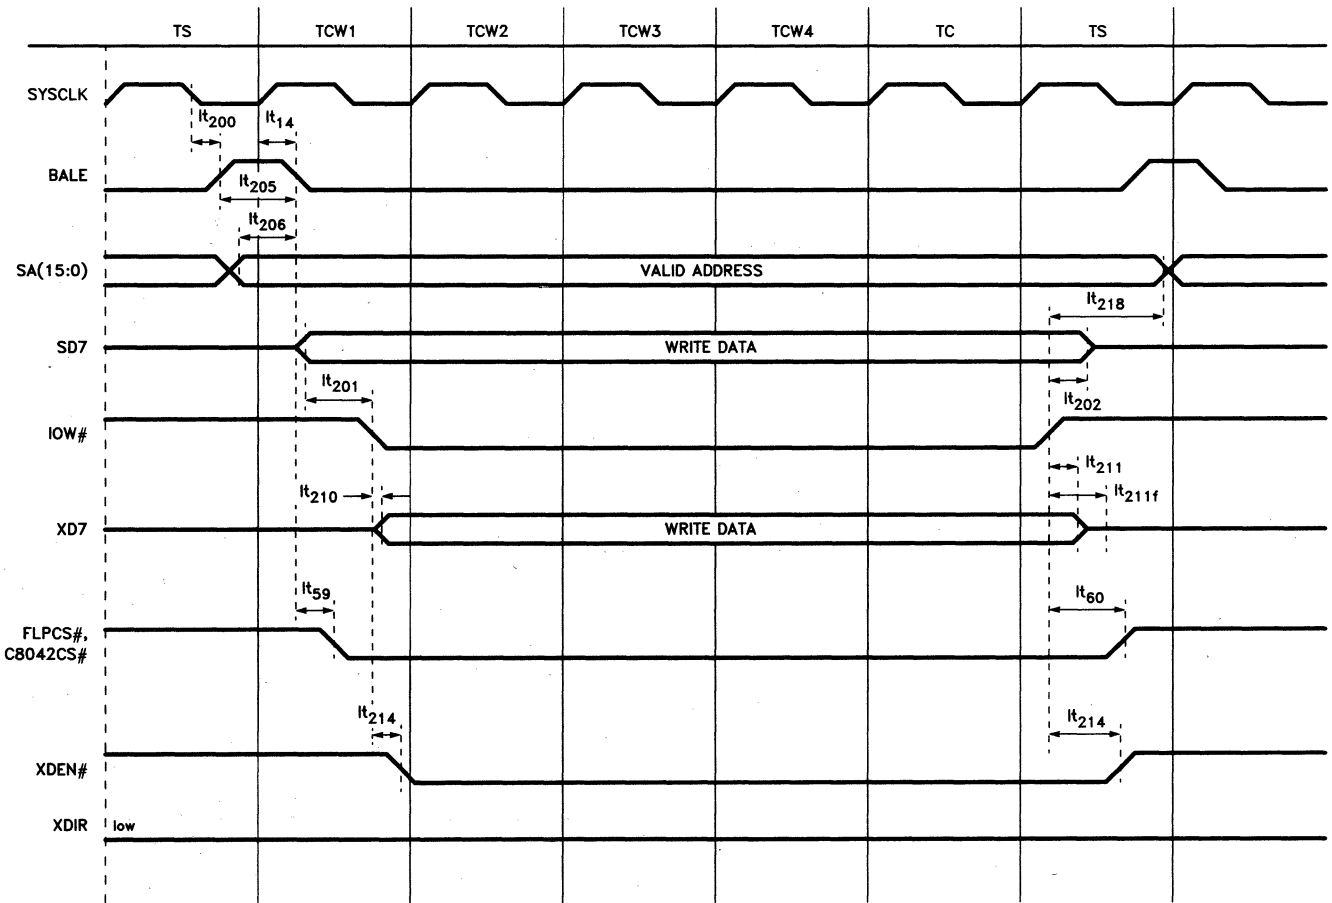 TS TCW1 TCW2 TCW3 TCW4 TC TS
SYSCLK
It200 It14
BALE
It205
It206
SA(15:0) VALID ADDRESS
It218
SD7 WRITE DATA
It201
It202
IOW#
It211
It210 It211f
XD7 WRITE DATA
It59 It60
FLPCS#,
C8042CS#
It214 It214
XDEN#
XDIR low